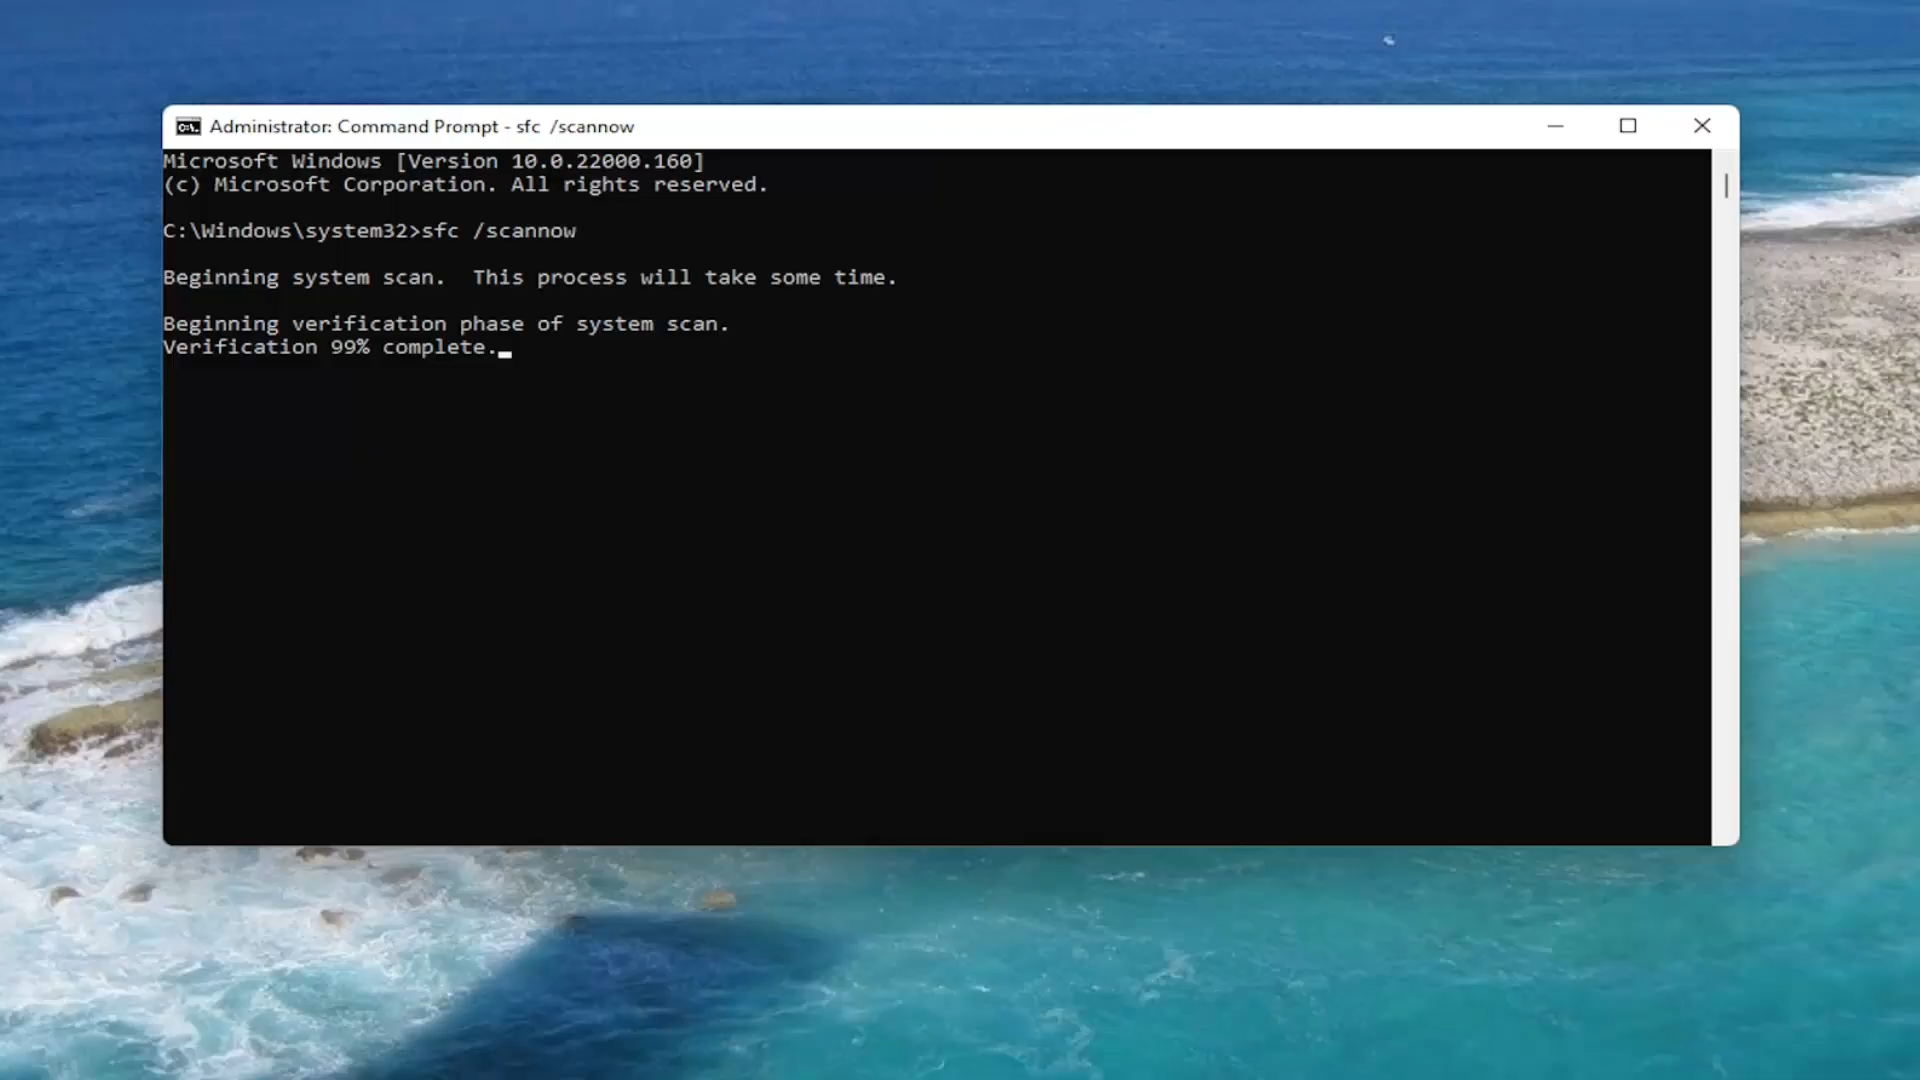 Administrator: Command Prompt - sfc  /scannow
Microsoft Windows [Version 10.0.22000.160]
(c) Microsoft Corporation. All rights reserved.
C:\Windows\system32>sfc /scannow
Beginning system scan.  This process will take some time.
Beginning verification phase of system scan.
Verification 99% complete.